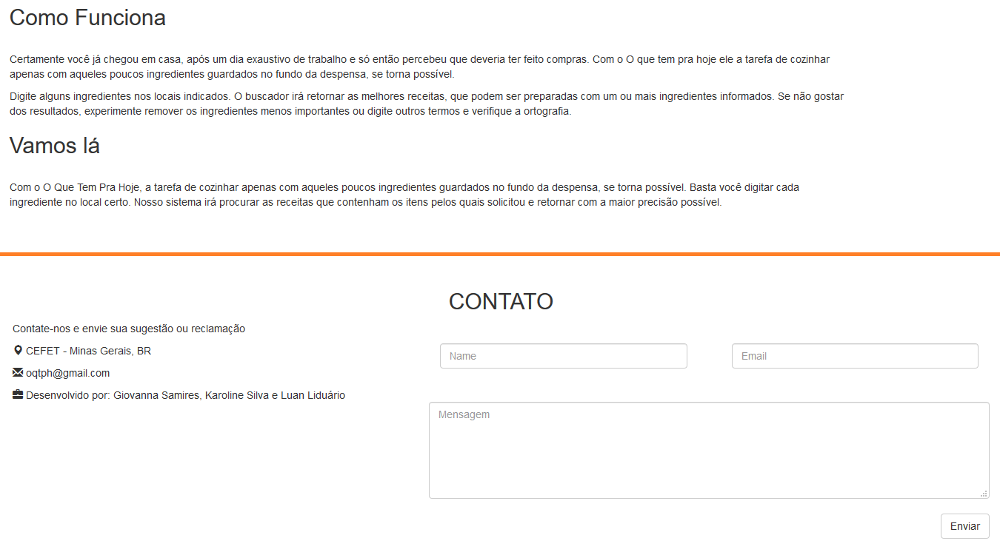 Como Funciona
Certamente você já chegou em casa, após um dia exaustivo de trabalho e só então percebeu que deveria ter feito compras. Com o O que tem pra hoje ele a tarefa de cozinhar
apenas com aqueles poucos ingredientes guardados no fundo da despensa, se torna possível.
Digite alguns ingredientes nos locais indicados. O buscador irá retornar as melhores receitas, que podem ser preparadas com um ou mais ingredientes informados. Se não gostar
dos resultados, experimente remover os ingredientes menos importantes ou digite outros termos e verifique a ortografia.
Vamos lá
Com o O Que Tem Pra Hoje, a tarefa de cozinhar apenas com aqueles poucos ingredientes guardados no fundo da despensa, se torna possível. Basta você digitar cada
ingrediente no local certo. Nosso sistema irá procurar as receitas que contenham os itens pelos quais solicitou e retornar com a maior precisão possível.
CONTATO
Contate-nos e envie sua sugestão ou reclamação
CEFET - Minas Gerais, BR
oqtph@gmail.com
Desenvolvido por: Giovanna Samires, Karoline Silva e Luan Liduário
Name
Email
Mensagem
Enviar